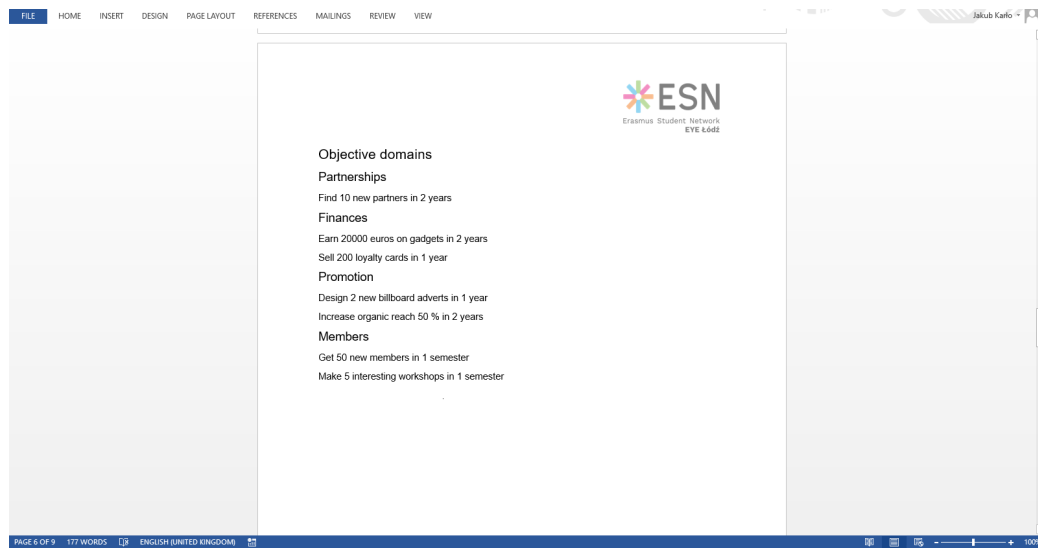 FILE HOME INSERT DESIGN PAGE LAYOUT REFERENCES MAILINGS REVIEW VIEW Jakub Karło
ESN
Erasmus Student Network
EYE Łódź
Objective domains
Partnerships
Find 10 new partners in 2 years
Finances
Earn 20000 euros on gadgets in 2 years
Sell 200 loyalty cards in 1 year
Promotion
Design 2 new billboard adverts in 1 year
Increase organic reach 50 % in 2 years
Members
Get 50 new members in 1 semester
Make 5 interesting workshops in 1 semester
.
PAGE 6 OF 9 177 WORDS ENGLISH (UNITED KINGDOM) - + 100%